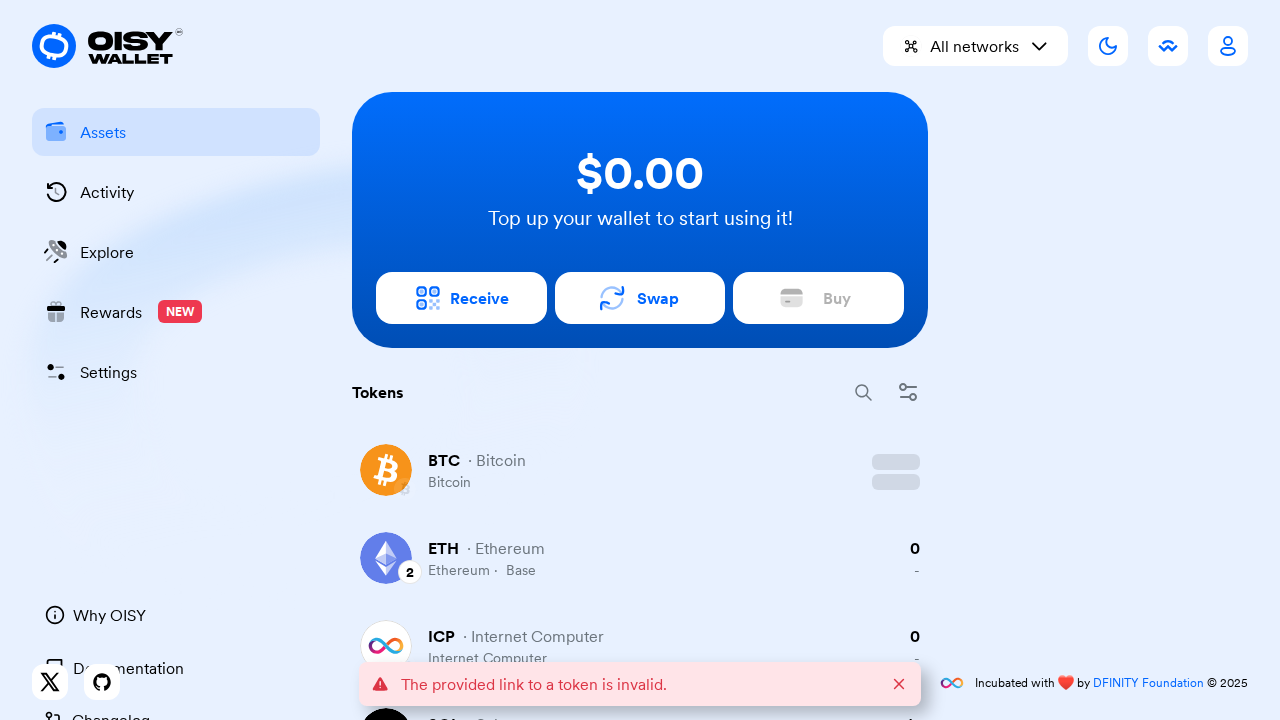 OISY
WALLET
All networks
Assets
Activity
Explore
Rewards NEW
Settings
$0.00
Top up your wallet to start using it!
Receive
Swap
Buy
Tokens
BTC · Bitcoin
Bitcoin
ETH · Ethereum 0
2 Ethereum · Base -
ICP · Internet Computer 0
Internet Computer -
Why OISY
Documentation
Changelog
The provided link to a token is invalid.
Incubated with ❤️ by DFINITY Foundation © 2025